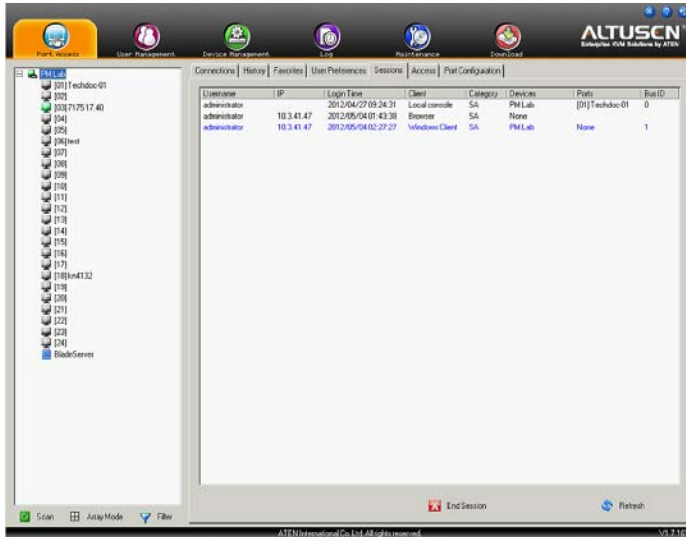 Port Access
User Management
Device Management
Log
Maintenance
Download
ALTUSCN
Enterprise KVM Solutions by ATEN
PM Lab
[01]Techdoc-01
[02]
[03]717517.40
[04]
[05]
[06]test
[07]
[08]
[09]
[10]
[11]
[12]
[13]
[14]
[15]
[16]
[17]
[18]kn4132
[19]
[20]
[21]
[22]
[23]
[24]
BladeServer
Connections History Favorites User Preferences Sessions Access Port Configuration
Username IP Login Time Client Category Devices Ports Bus ID
administrator 2012/04/27 09:24:31 Local console SA PM Lab [01]Techdoc-01 0
administrator 10.3.41.47 2012/05/04 01:43:38 Browser SA None
administrator 10.3.41.47 2012/05/04 02:27:27 Windows Client SA PM Lab None 1
End Session
Refresh
Scan
Array Mode
Filter
ATEN International Co. Ltd. All rights reserved.